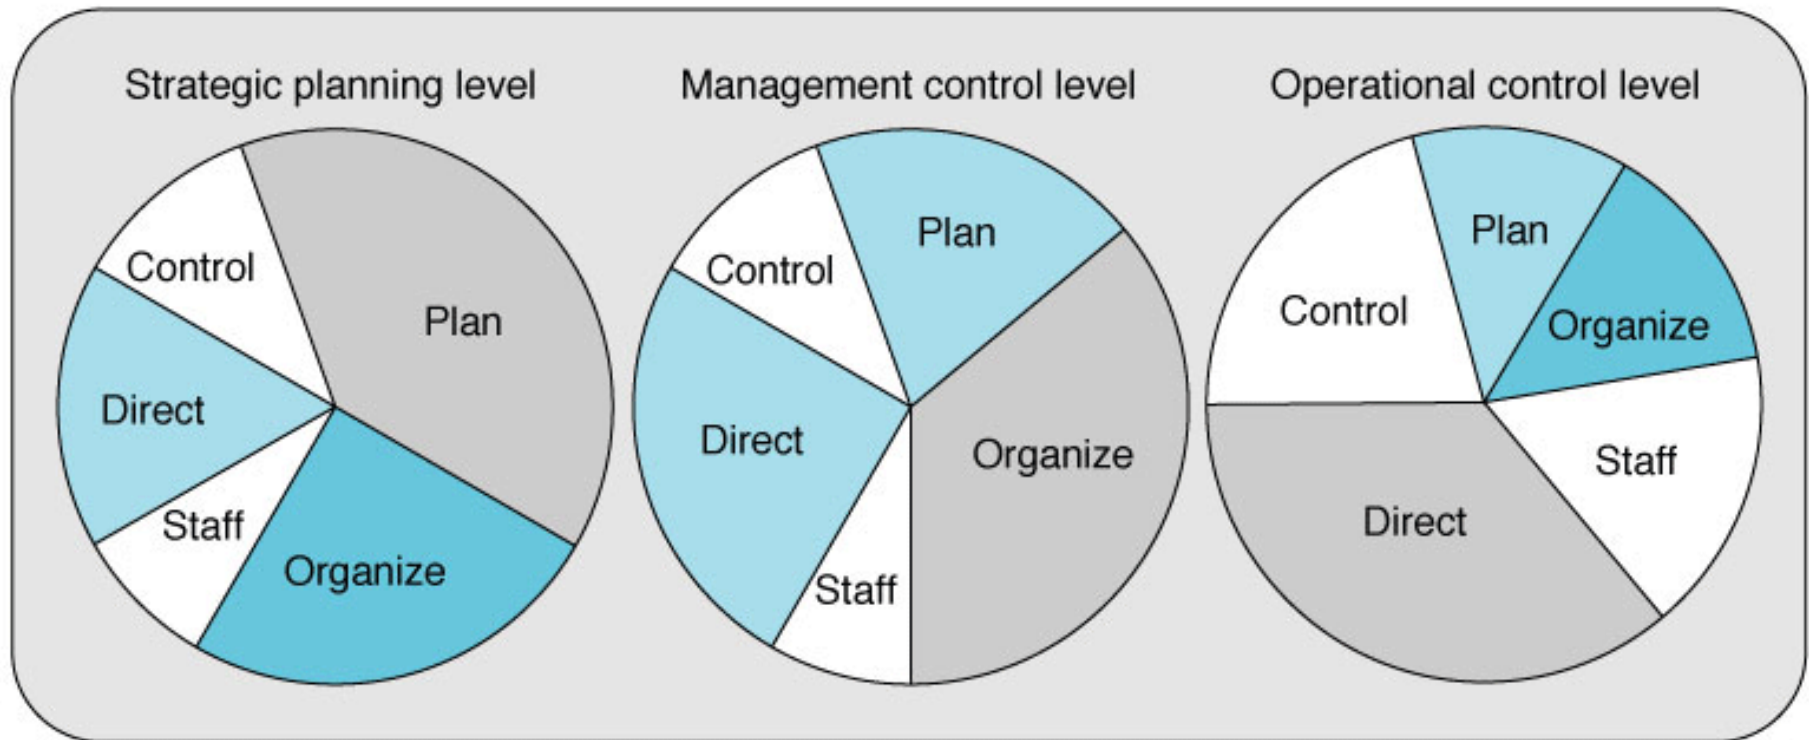 Strategic planning level
Control
Plan
Direct
Staff
Organize
Management control level
Plan
Control
Direct
Organize
Staff
Operational control level
Plan
Control
Organize
Staff
Direct